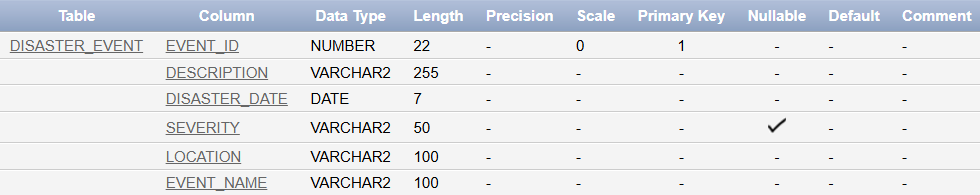 Table Column Data Type Length Precision Scale Primary Key Nullable Default Comment
DISASTER_EVENT EVENT_ID NUMBER 22 - 0 1 - - -
DESCRIPTION VARCHAR2 255 - - - - - -
DISASTER_DATE DATE 7 - - - - - -
SEVERITY VARCHAR2 50 - - - ✓ - -
LOCATION VARCHAR2 100 - - - - - -
EVENT_NAME VARCHAR2 100 - - - - - -